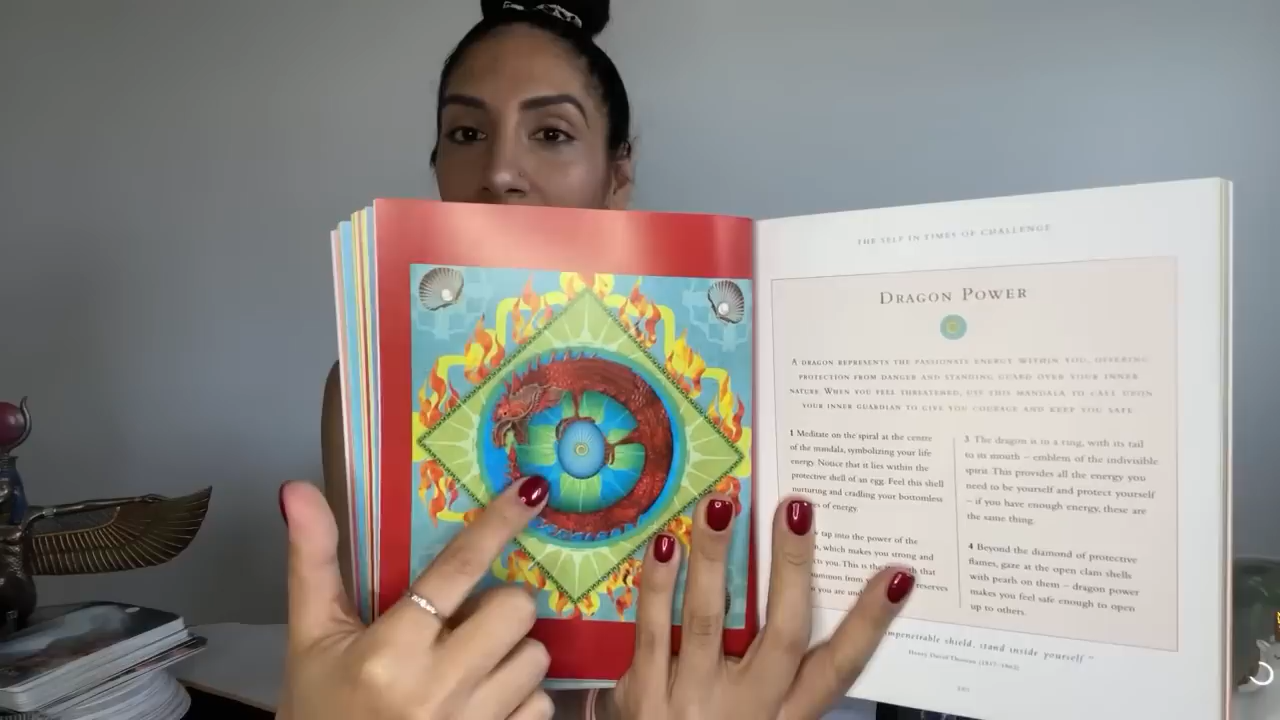 THE SELF IN TIMES OF CHALLENGE
DRAGON POWER
A DRAGON REPRESENTS THE PASSIONATE ENERGY WITHIN YOU, OFFERING
PROTECTION FROM DANGER AND STANDING GUARD OVER YOUR INNER
NATURE. WHEN YOU FEEL THREATENED, USE THIS MANDALA TO CALL UPON
YOUR INNER GUARDIAN TO GIVE YOU COURAGE AND KEEP YOU SAFE
1 Meditate on the spiral at the centre
of the mandala, symbolizing your life
energy. Notice that it lies within the
protective shell of an egg. Feel this shell
nurturing and cradling your bottomless
of energy.
tap into the power of the
which makes you strong and
you. This is the
that
from
reserves
you are
3 The dragon is in a ring, with its tail
to its mouth – emblem of the indivisible
spirit. This provides all the energy you
need to be yourself and protect yourself
– if you have enough energy, these are
the same thing.
4 Beyond the diamond of protective
flames, gaze at the open clam shells
with pearls on them – dragon power
makes you feel safe enough to open
up to others.
impenetrable shield, stand inside yourself"
Henry David Thoreau (1817–1862)